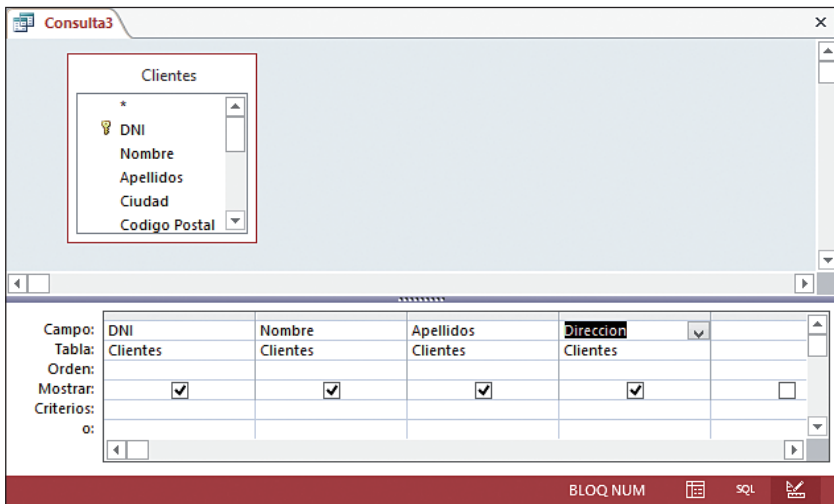 Consulta3
Clientes
*
DNI
Nombre
Apellidos
Ciudad
Codigo Postal
Campo: DNI Nombre Apellidos Direccion
Tabla: Clientes Clientes Clientes Clientes
Orden:
Mostrar:
Criterios:
o:
BLOQ NUM SQL